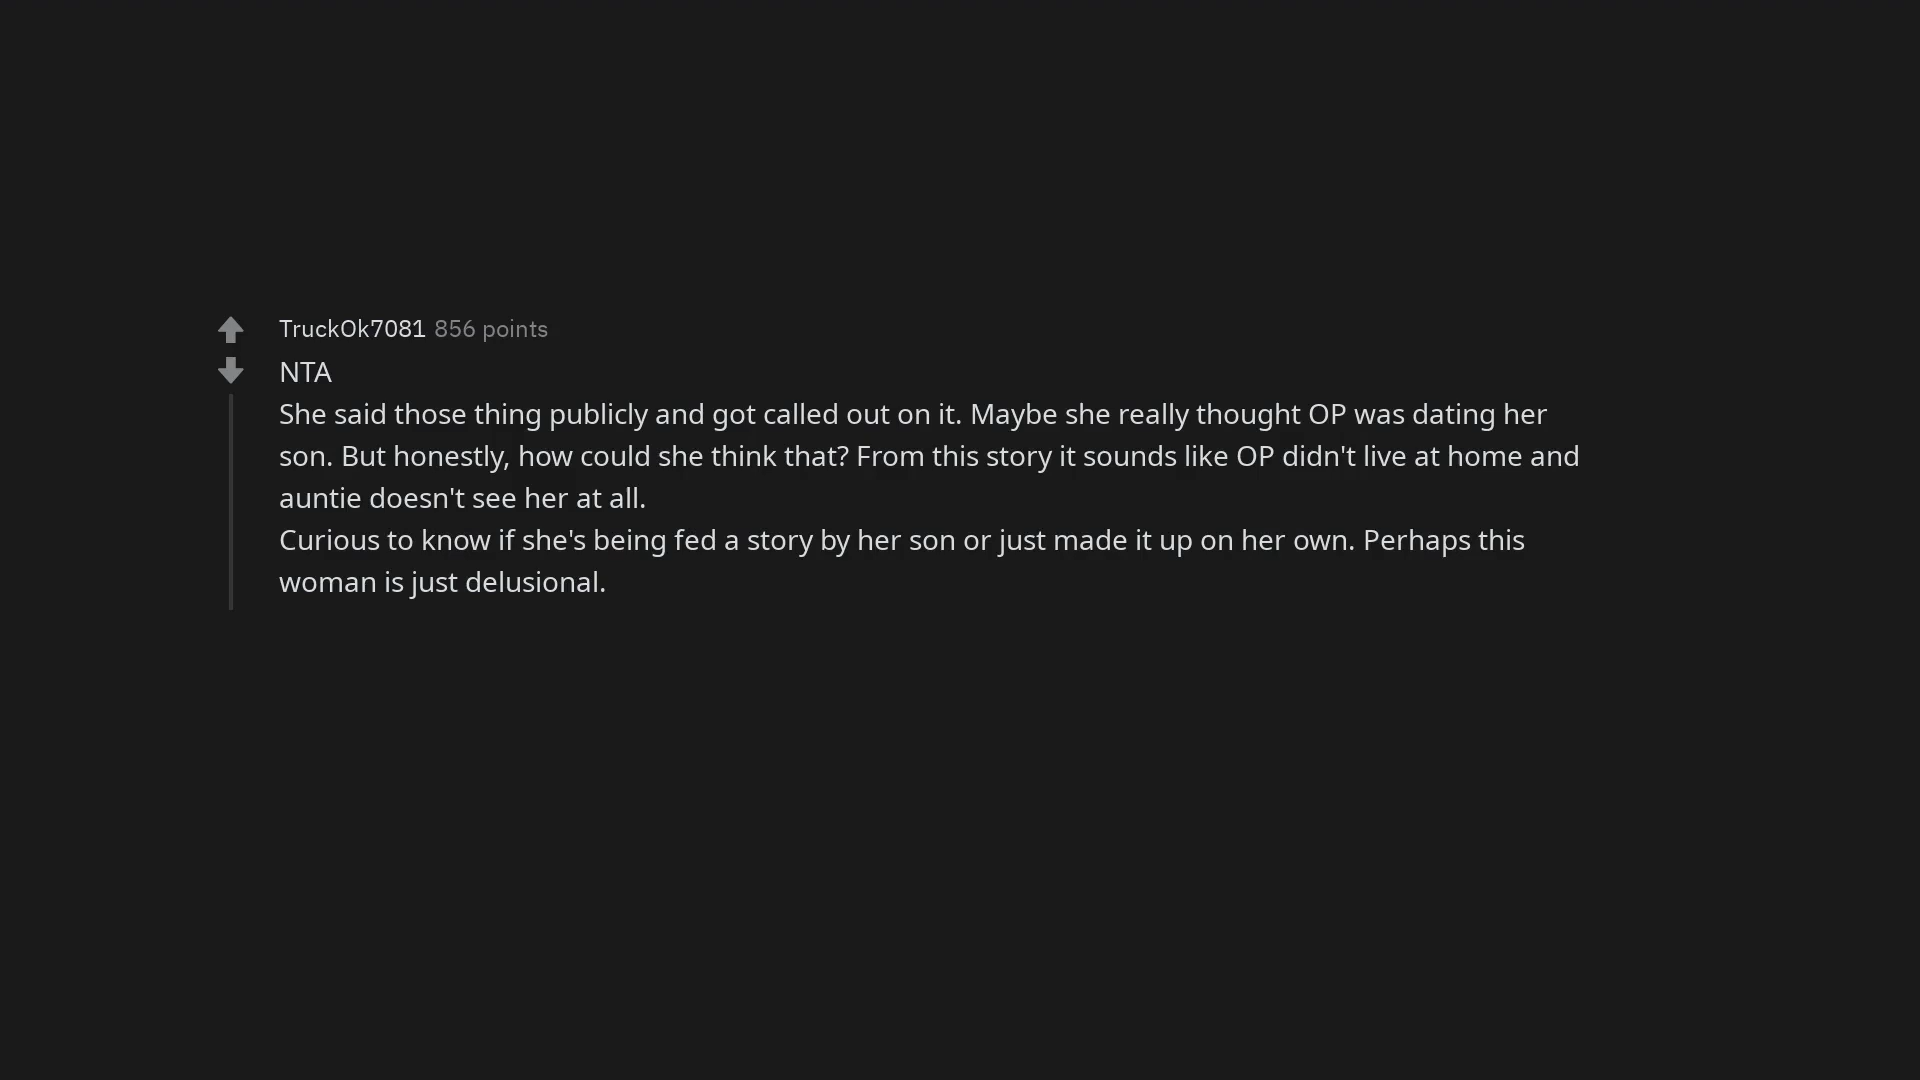 TruckOk7081 856 points
NTA
She said those thing publicly and got called out on it. Maybe she really thought OP was dating her
son. But honestly, how could she think that? From this story it sounds like OP didn't live at home and
auntie doesn't see her at all.
Curious to know if she's being fed a story by her son or just made it up on her own. Perhaps this
woman is just delusional.